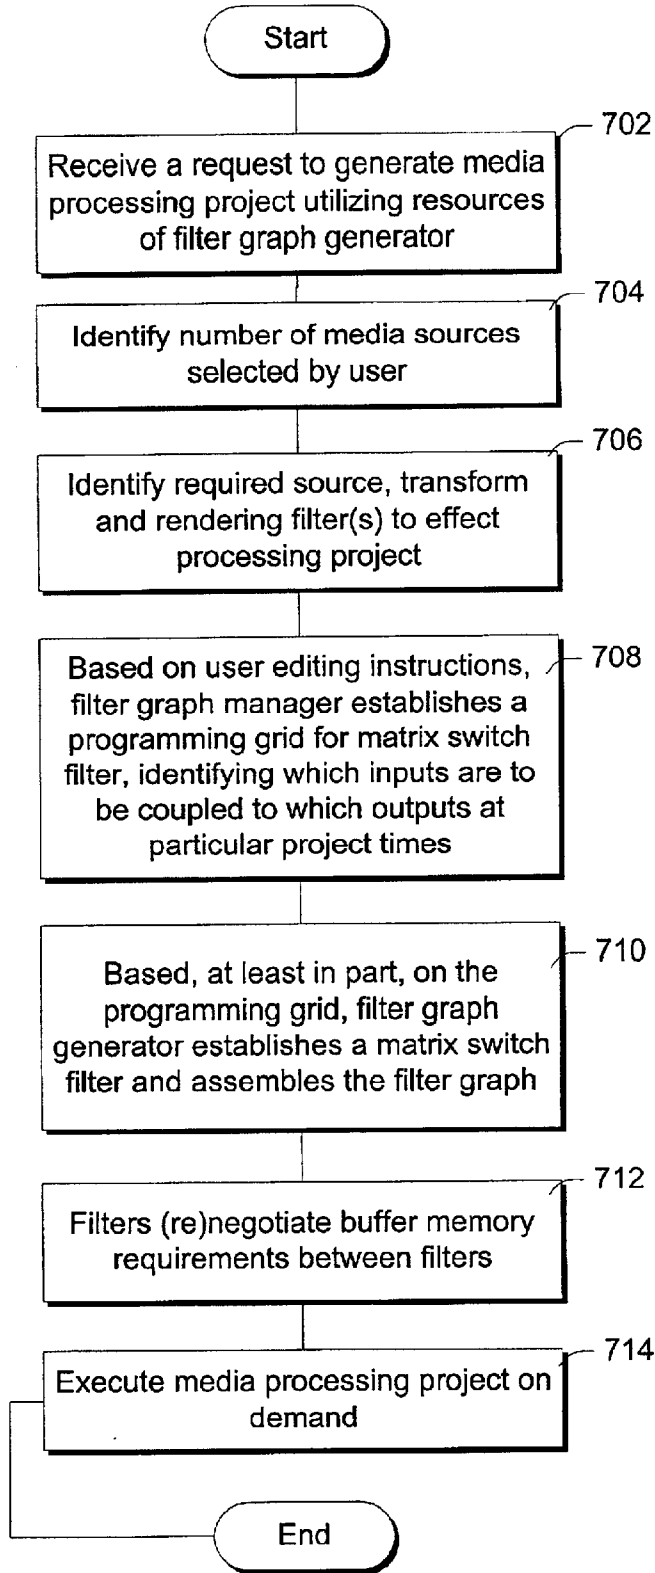 Start
702
Receive a request to generate media
processing project utilizing resources
of filter graph generator
704
Identify number of media sources
selected by user
706
Identify required source, transform
and rendering filter(s) to effect
processing project
708
Based on user editing instructions,
filter graph manager establishes a
programming grid for matrix switch
filter, identifying which inputs are to
be coupled to which outputs at
particular project times
710
Based, at least in part, on the
programming grid, filter graph
generator establishes a matrix switch
filter and assembles the filter graph
712
Filters (re)negotiate buffer memory
requirements between filters
714
Execute media processing project on
demand
End